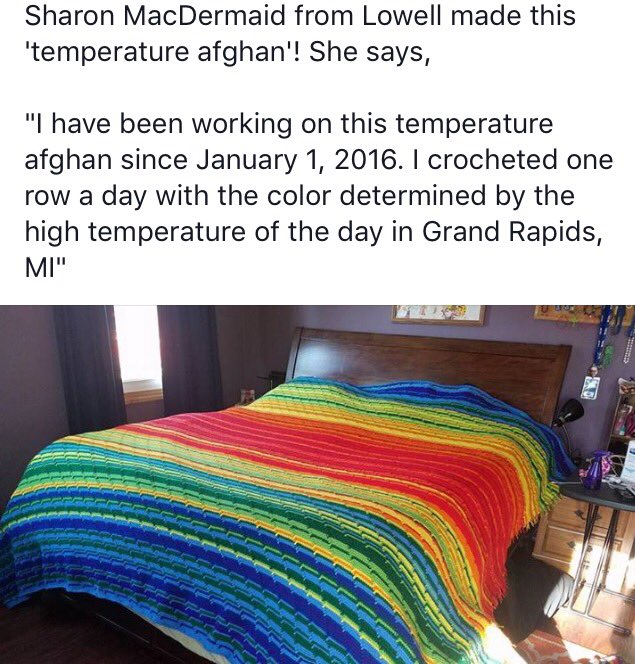 Sharon MacDermaid from Lowell made this
'temperature afghan'! She says,
"I have been working on this temperature
afghan since January 1, 2016. I crocheted one
row a day with the color determined by the
high temperature of the day in Grand Rapids,
MI"